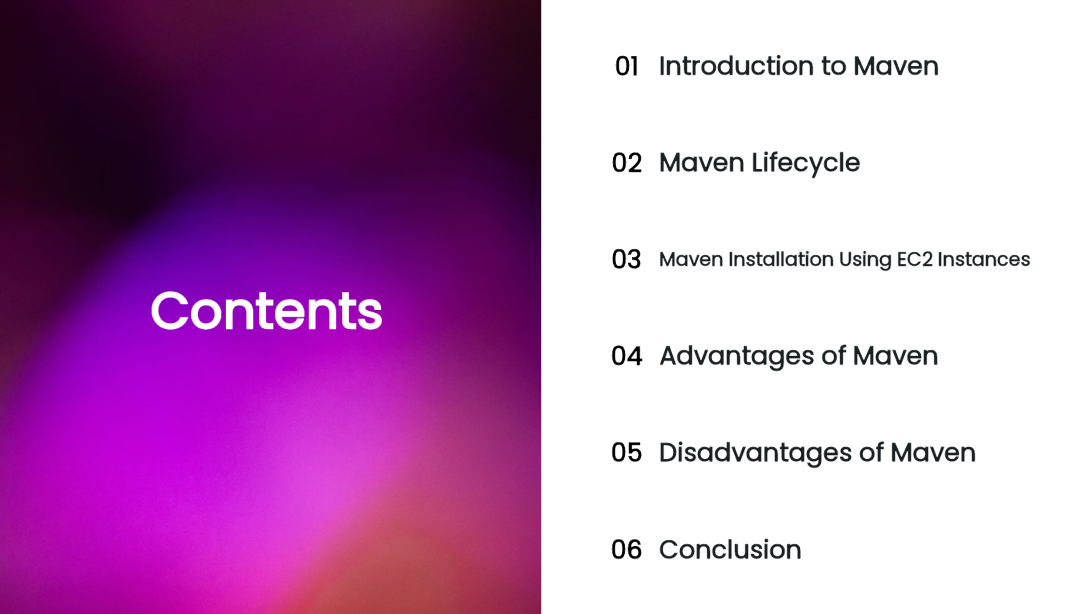 Contents
01 Introduction to Maven
02 Maven Lifecycle
03 Maven Installation Using EC2 Instances
04 Advantages of Maven
05 Disadvantages of Maven
06 Conclusion